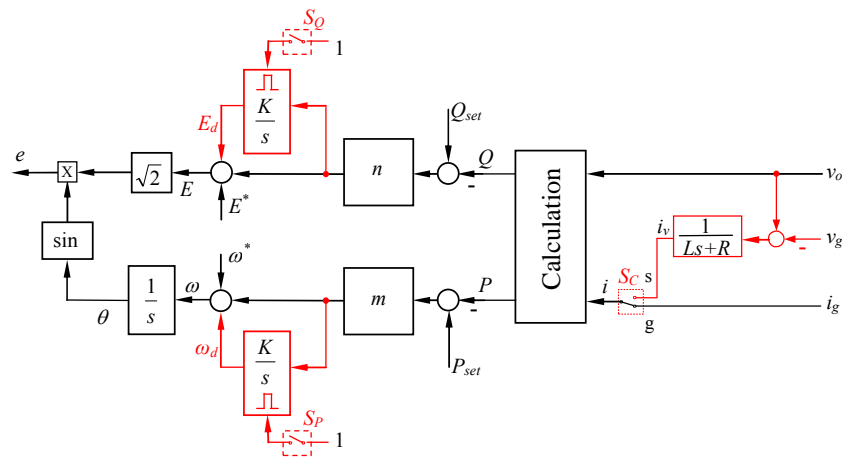 S_Q
1
K/s
E_d
Q_set
e
X
√2
E
E*
n
Q
-
Calculation
v_o
sin
i_v
1/(Ls+R)
v_g
-
ω*
S_C
s
θ
1/s
ω
m
P
-
i
g
i_g
ω_d
K/s
P_set
S_P
1